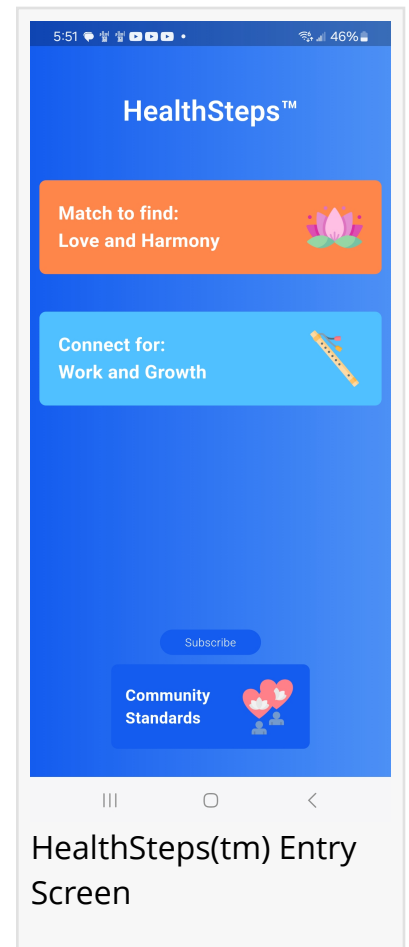 5:51
46%
HealthSteps™
Match to find:
Love and Harmony
Connect for:
Work and Growth
Subscribe
Community
Standards
HealthSteps(tm) Entry
Screen